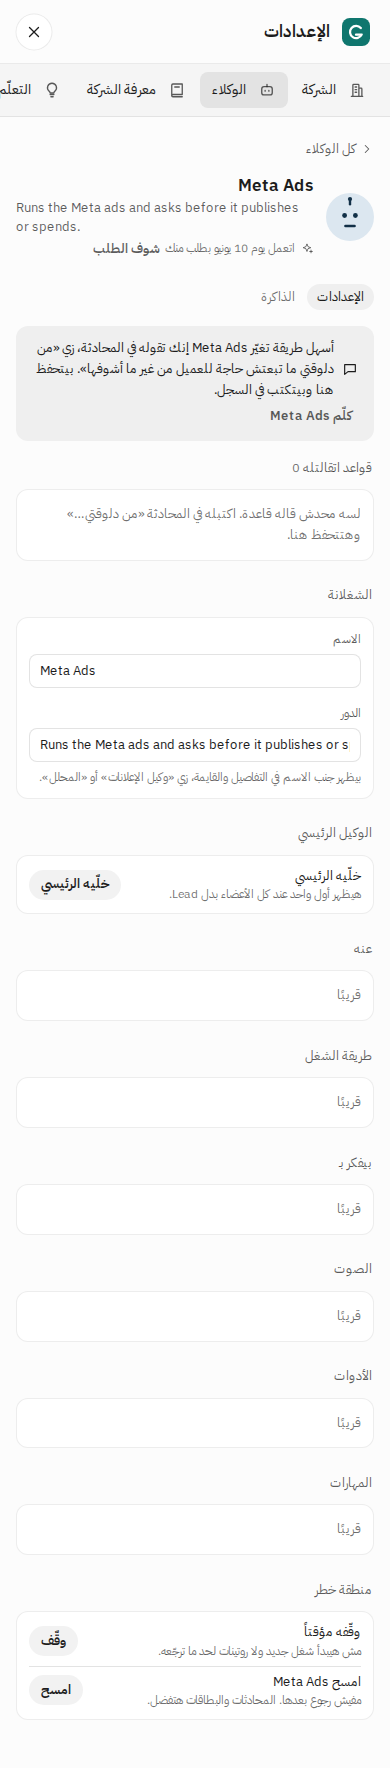 الإعدادات
الشركة
الوكلاء
معرفة الشركة
التعلّم
كل الوكلاء
Meta Ads
Runs the Meta ads and asks before it publishes
or spends.
اتعمل يوم 10 يونيو بطلب منك شوف الطلب
الإعدادات
الذاكرة
أسهل طريقة تغيّر Meta Ads إنك تقوله في المحادثة، زي «من
دلوقتي ما تبعتش حاجة للعميل من غير ما أشوفها». بيتحفظ
هنا وبيتكتب في السجل.
كلّم Meta Ads
قواعد اتقالتله 0
لسه محدش قاله قاعدة. اكتبله في المحادثة «من دلوقتي…»
وهتتحفظ هنا.
الشغلانة
الاسم
Meta Ads
الدور
Runs the Meta ads and asks before it publishes or s
بيظهر جنب الاسم في التفاصيل والقايمة، زي «وكيل الإعلانات» أو «المحلل».
الوكيل الرئيسي
خلّيه الرئيسي
هيظهر أول واحد عند كل الأعضاء بدل Lead.
خلّيه الرئيسي
عنه
قريبًا
طريقة الشغل
قريبًا
بيفكر بـ
قريبًا
الصوت
قريبًا
الأدوات
قريبًا
المهارات
قريبًا
منطقة خطر
وقّفه مؤقتاً
مش هيبدأ شغل جديد ولا روتينات لحد ما ترجّعه.
وقّف
امسح Meta Ads
مفيش رجوع بعدها. المحادثات والبطاقات هتفضل.
امسح